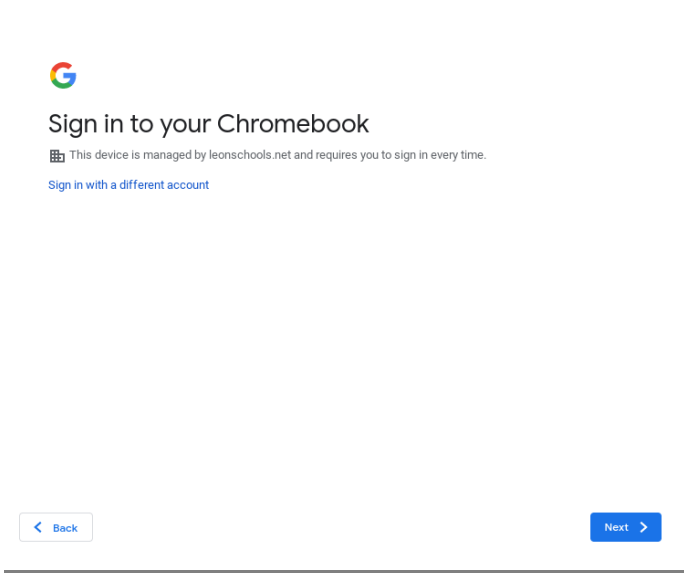 Sign in to your Chromebook
This device is managed by leonschools.net and requires you to sign in every time.
Sign in with a different account
Back
Next